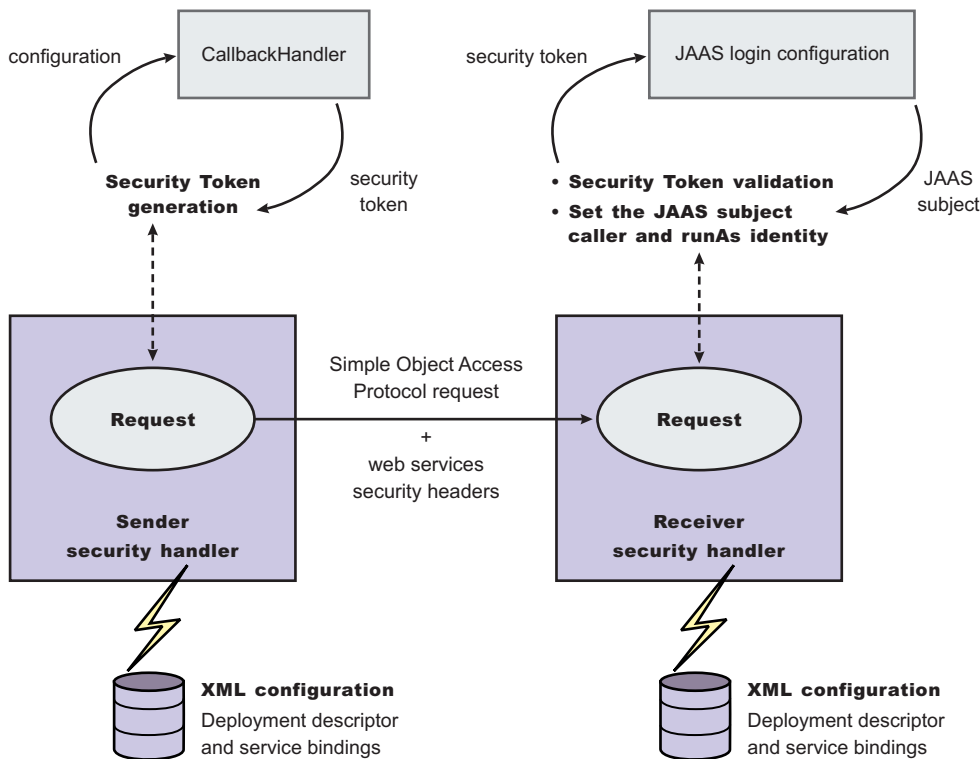 configuration
CallbackHandler
security token
JAAS login configuration
Security Token
generation
security
token
• Security Token validation
• Set the JAAS subject
caller and runAs identity
JAAS
subject
Simple Object Access
Protocol request
Request
Request
+
web services
security headers
Sender
security handler
Receiver
security handler
XML configuration
Deployment descriptor
and service bindings
XML configuration
Deployment descriptor
and service bindings